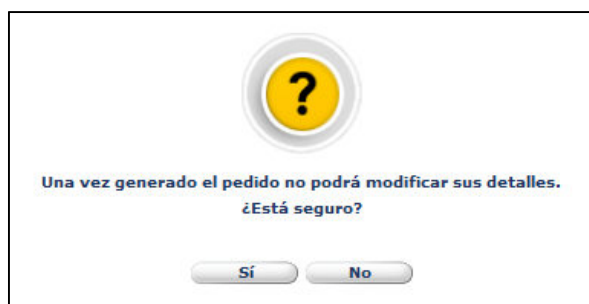 ?
Una vez generado el pedido no podrá modificar sus detalles.
¿Está seguro?
Sí No